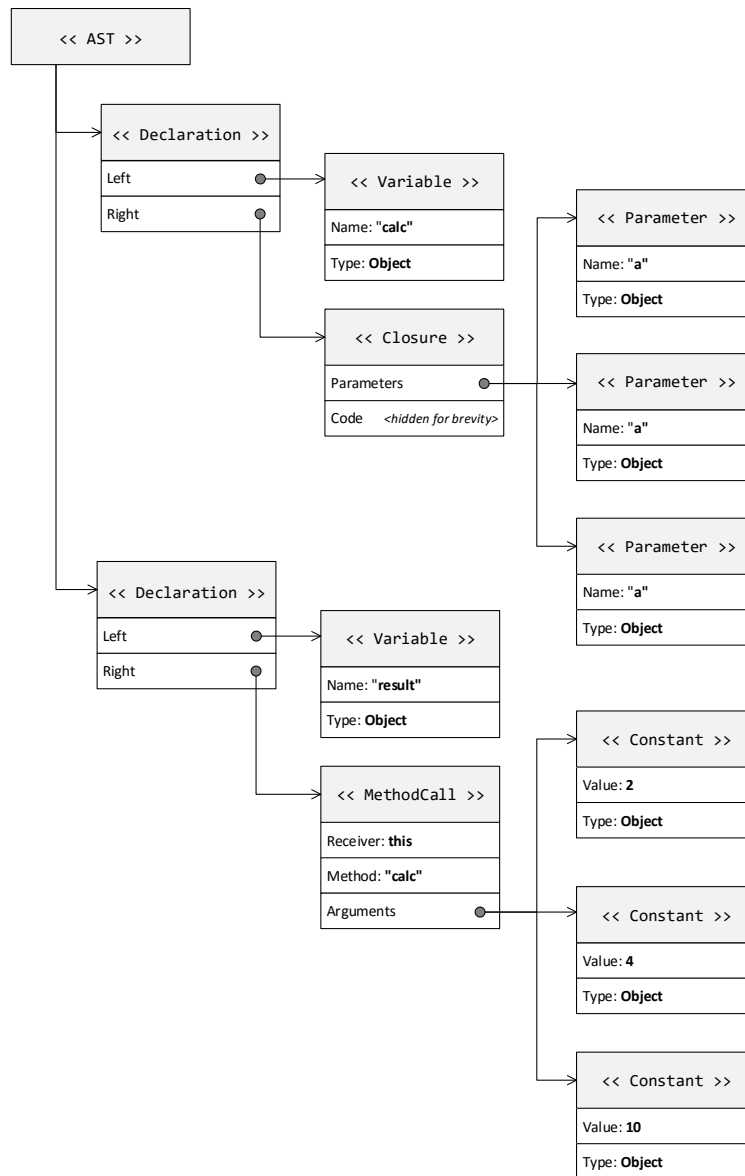 << AST >>
<< Declaration >>
Left
Right
<< Variable >>
Name: "calc"
Type: Object
<< Closure >>
Parameters
Code <hidden for brevity>
<< Parameter >>
Name: "a"
Type: Object
<< Parameter >>
Name: "a"
Type: Object
<< Parameter >>
Name: "a"
Type: Object
<< Declaration >>
Left
Right
<< Variable >>
Name: "result"
Type: Object
<< MethodCall >>
Receiver: this
Method: "calc"
Arguments
<< Constant >>
Value: 2
Type: Object
<< Constant >>
Value: 4
Type: Object
<< Constant >>
Value: 10
Type: Object